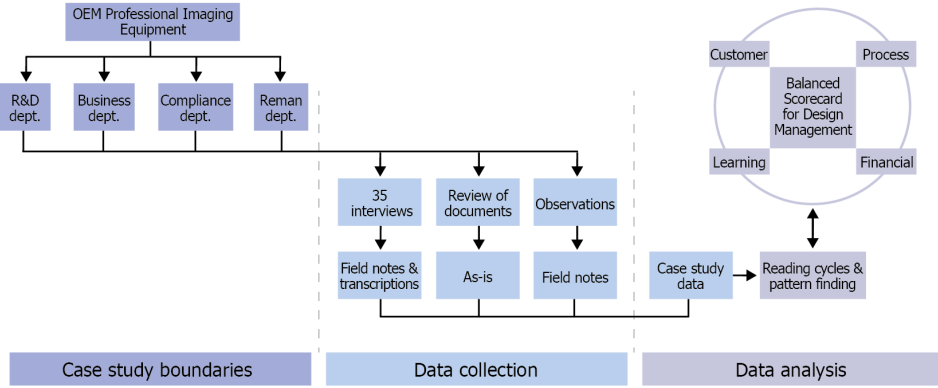 OEM Professional Imaging
Equipment
R&D
dept.
Business
dept.
Compliance
dept.
Reman
dept.
35
interviews
Review of
documents
Observations
Field notes &
transcriptions
As-is
Field notes
Case study
data
Reading cycles &
pattern finding
Customer
Process
Balanced
Scorecard
for Design
Management
Learning
Financial
Case study boundaries
Data collection
Data analysis